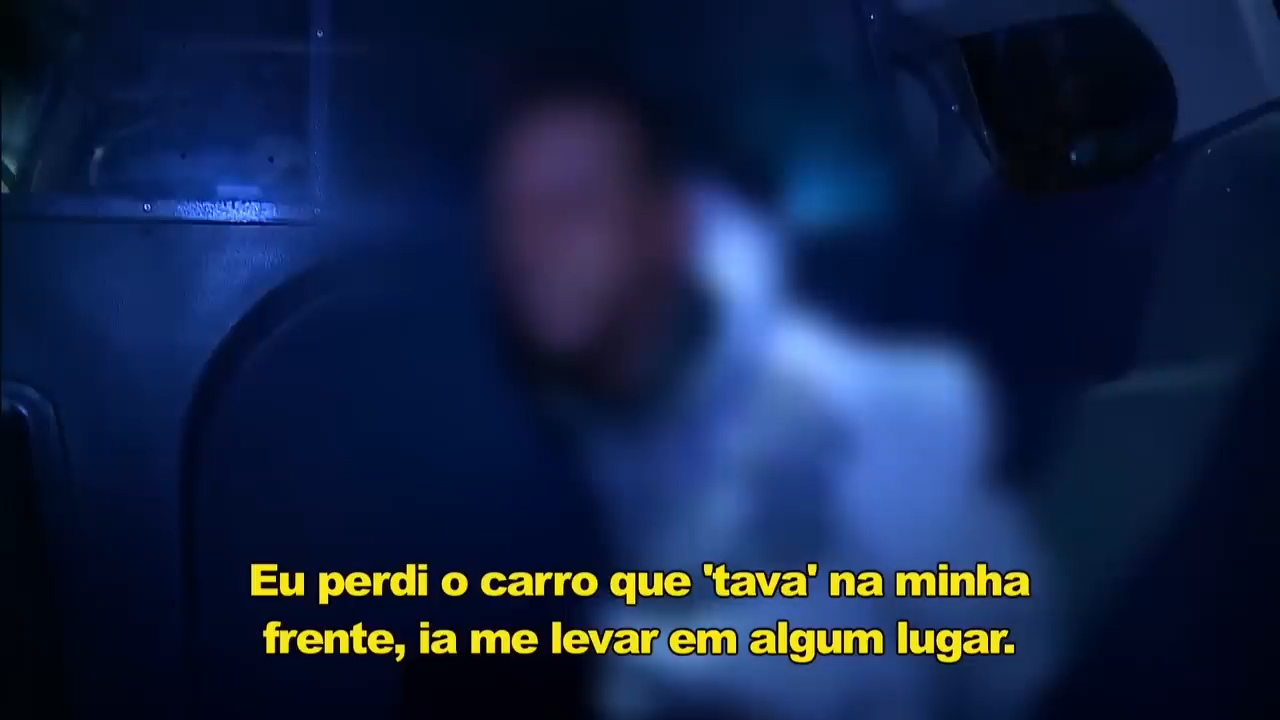 Eu perdi o carro que 'tava' na minha
frente, ia me levar em algum lugar.